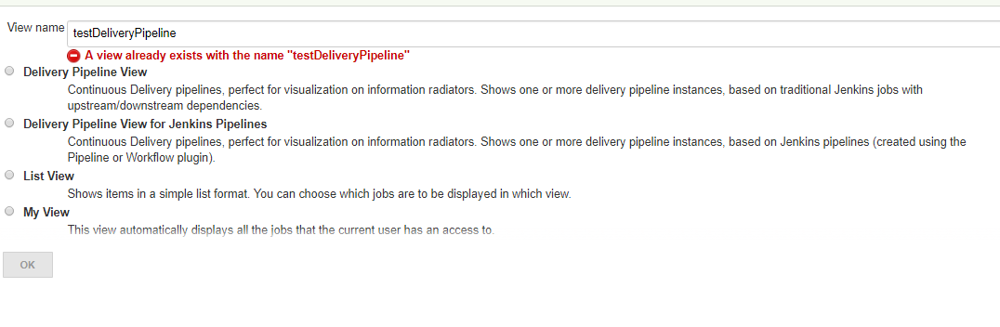 View name testDeliveryPipeline
A view already exists with the name "testDeliveryPipeline"
Delivery Pipeline View
Continuous Delivery pipelines, perfect for visualization on information radiators. Shows one or more delivery pipeline instances, based on traditional Jenkins jobs with
upstream/downstream dependencies.
Delivery Pipeline View for Jenkins Pipelines
Continuous Delivery pipelines, perfect for visualization on information radiators. Shows one or more delivery pipeline instances, based on Jenkins pipelines (created using the
Pipeline or Workflow plugin).
List View
Shows items in a simple list format. You can choose which jobs are to be displayed in which view.
My View
This view automatically displays all the jobs that the current user has an access to.
OK